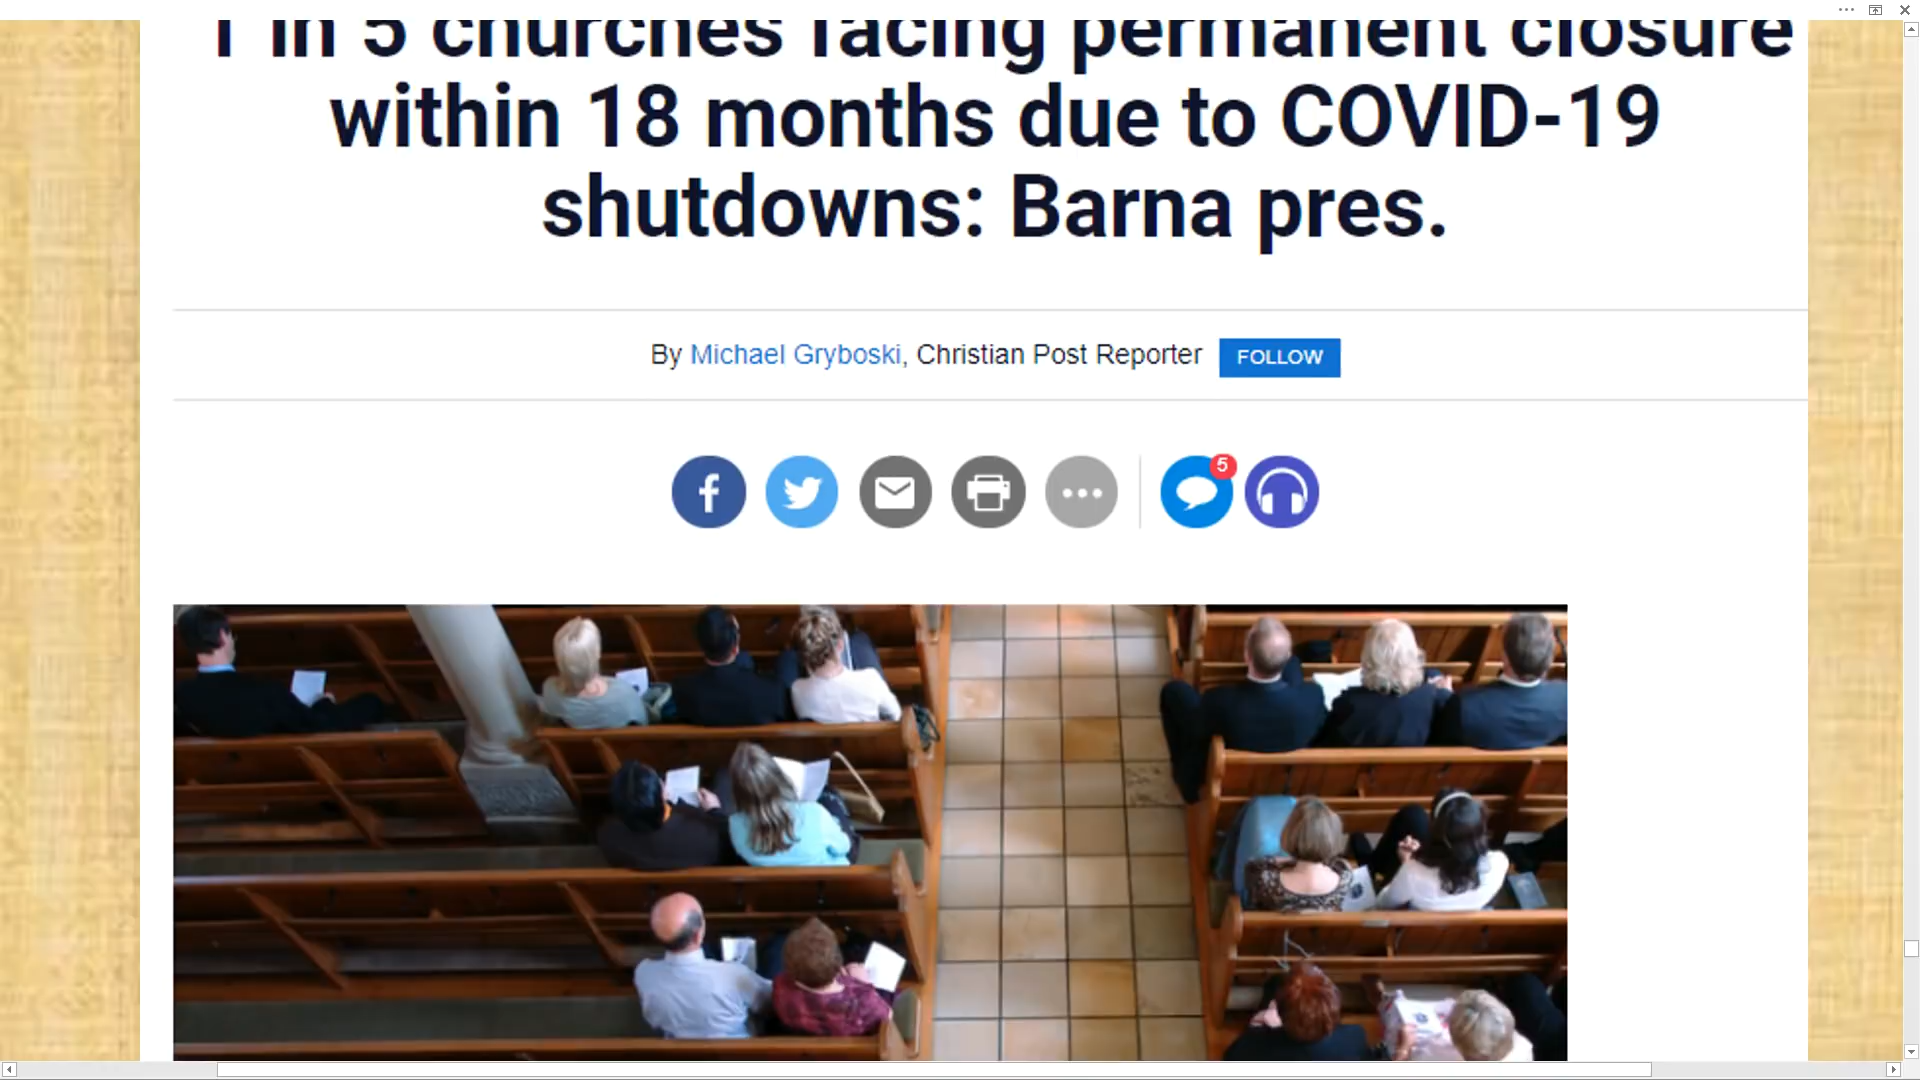 1 in 5 churches facing permanent closure
within 18 months due to COVID-19
shutdowns: Barna pres.
By Michael Gryboski, Christian Post Reporter FOLLOW
5